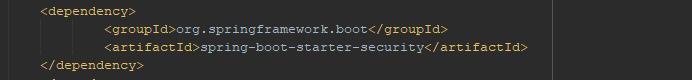 <dependency>
<groupId>org.springframework.boot</groupId>
<artifactId>spring-boot-starter-security</artifactId>
</dependency>